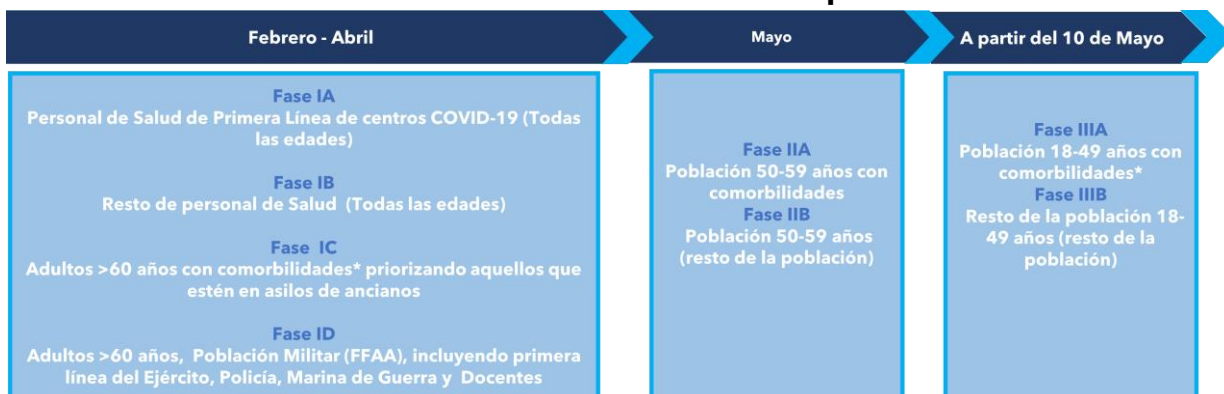 Febrero - Abril
Fase IA
Personal de Salud de Primera Línea de centros COVID-19 (Todas
las edades)
Fase IB
Resto de personal de Salud (Todas las edades)
Fase IC
Adultos >60 años con comorbilidades* priorizando aquellos que
estén en asilos de ancianos
Fase ID
Adultos >60 años, Población Militar (FFAA), incluyendo primera
línea del Ejército, Policía, Marina de Guerra y Docentes
Mayo
Fase IIA
Población 50-59 años con
comorbilidades
Fase IIB
Población 50-59 años
(resto de la población)
A partir del 10 de Mayo
Fase IIIA
Población 18-49 años con
comorbilidades*
Fase IIIB
Resto de la población 18-
49 años (resto de la
población)